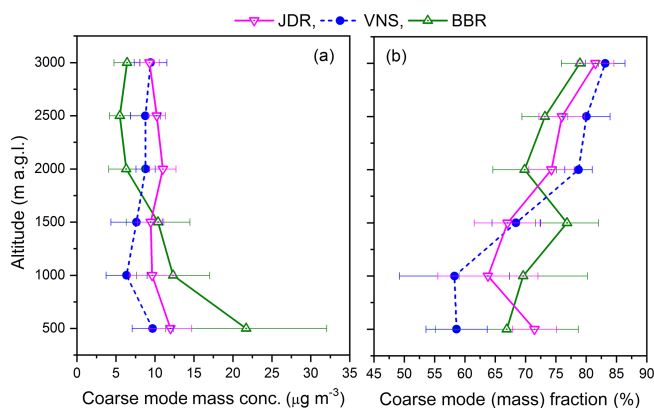 JDR, VNS, BBR
(a)
(b)
Altitude (m a.g.l.)
3000
2500
2000
1500
1000
500
0 5 10 15 20 25 30 35
45 50 55 60 65 70 75 80 85 90
Coarse mode mass conc. (μg m⁻³)
Coarse mode (mass) fraction (%)